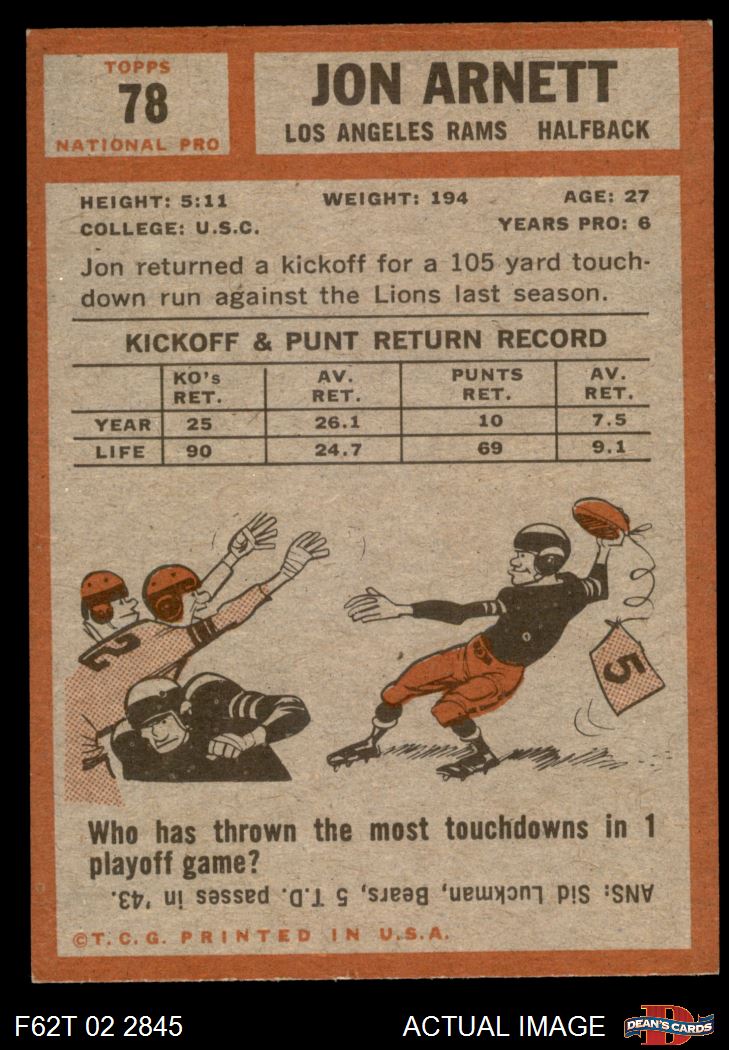 TOPPS
78
NATIONAL PRO
JON ARNETT
LOS ANGELES RAMS HALFBACK
HEIGHT: 5:11 WEIGHT: 194 AGE: 27
COLLEGE: U.S.C. YEARS PRO: 6
Jon returned a kickoff for a 105 yard touch-
down run against the Lions last season.
KICKOFF & PUNT RETURN RECORD
KO's RET. AV. RET. PUNTS RET. AV. RET.
YEAR 25 26.1 10 7.5
LIFE 90 24.7 69 9.1
2
5
Who has thrown the most touchdowns in 1
playoff game?
ANS: Sid Luckman, Bears, 5 T.D. passes in '43.
©T.C.G. PRINTED IN U.S.A.
F62T 02 2845 ACTUAL IMAGE D DEAN'S CARDS